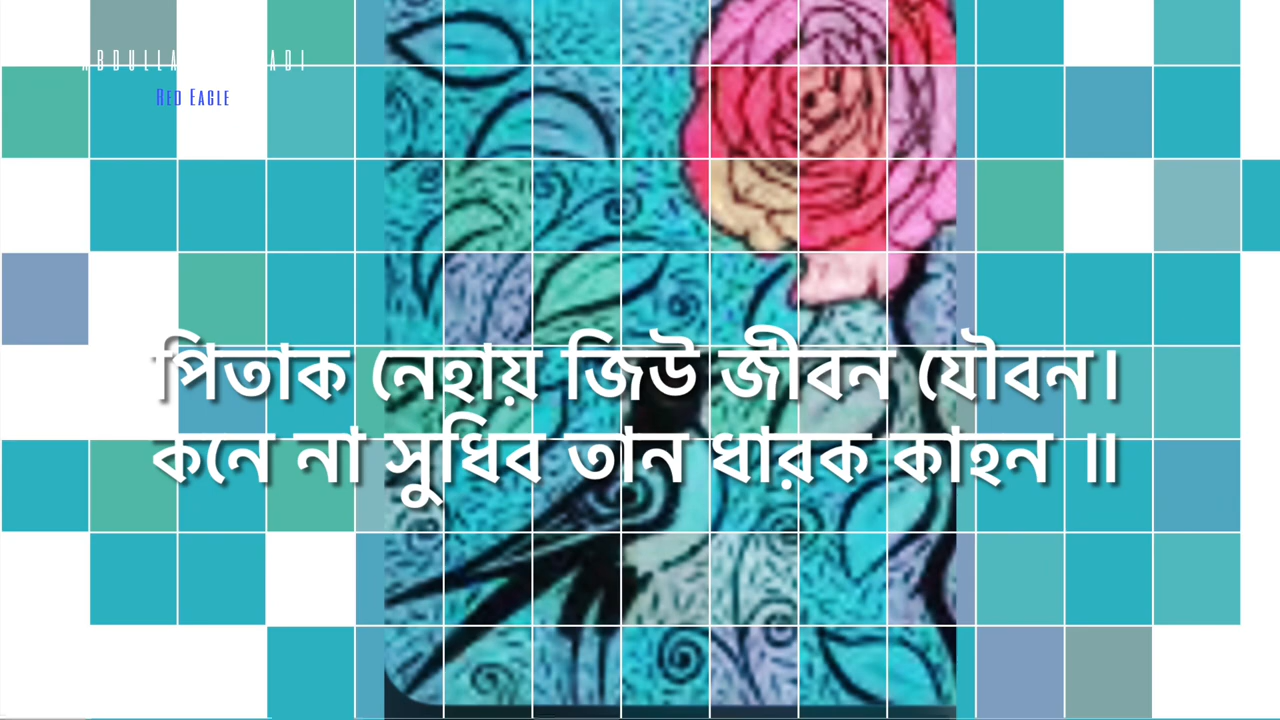 RED EAGLE
পিতাক নেহায় জিউ জীবন যৌবন।
কনে না সুধিব তান ধারক কাহন ॥